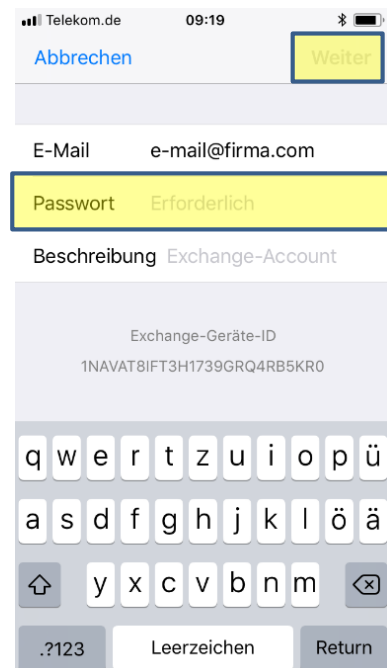 Telekom.de 09:19
Abbrechen Weiter
E-Mail e-mail@firma.com
Passwort Erforderlich
Beschreibung Exchange-Account
Exchange-Geräte-ID
1NAVAT8IFT3H1739GRQ4RB5KR0
q w e r t z u i o p ü
a s d f g h j k l ö ä
y x c v b n m
.?123 Leerzeichen Return